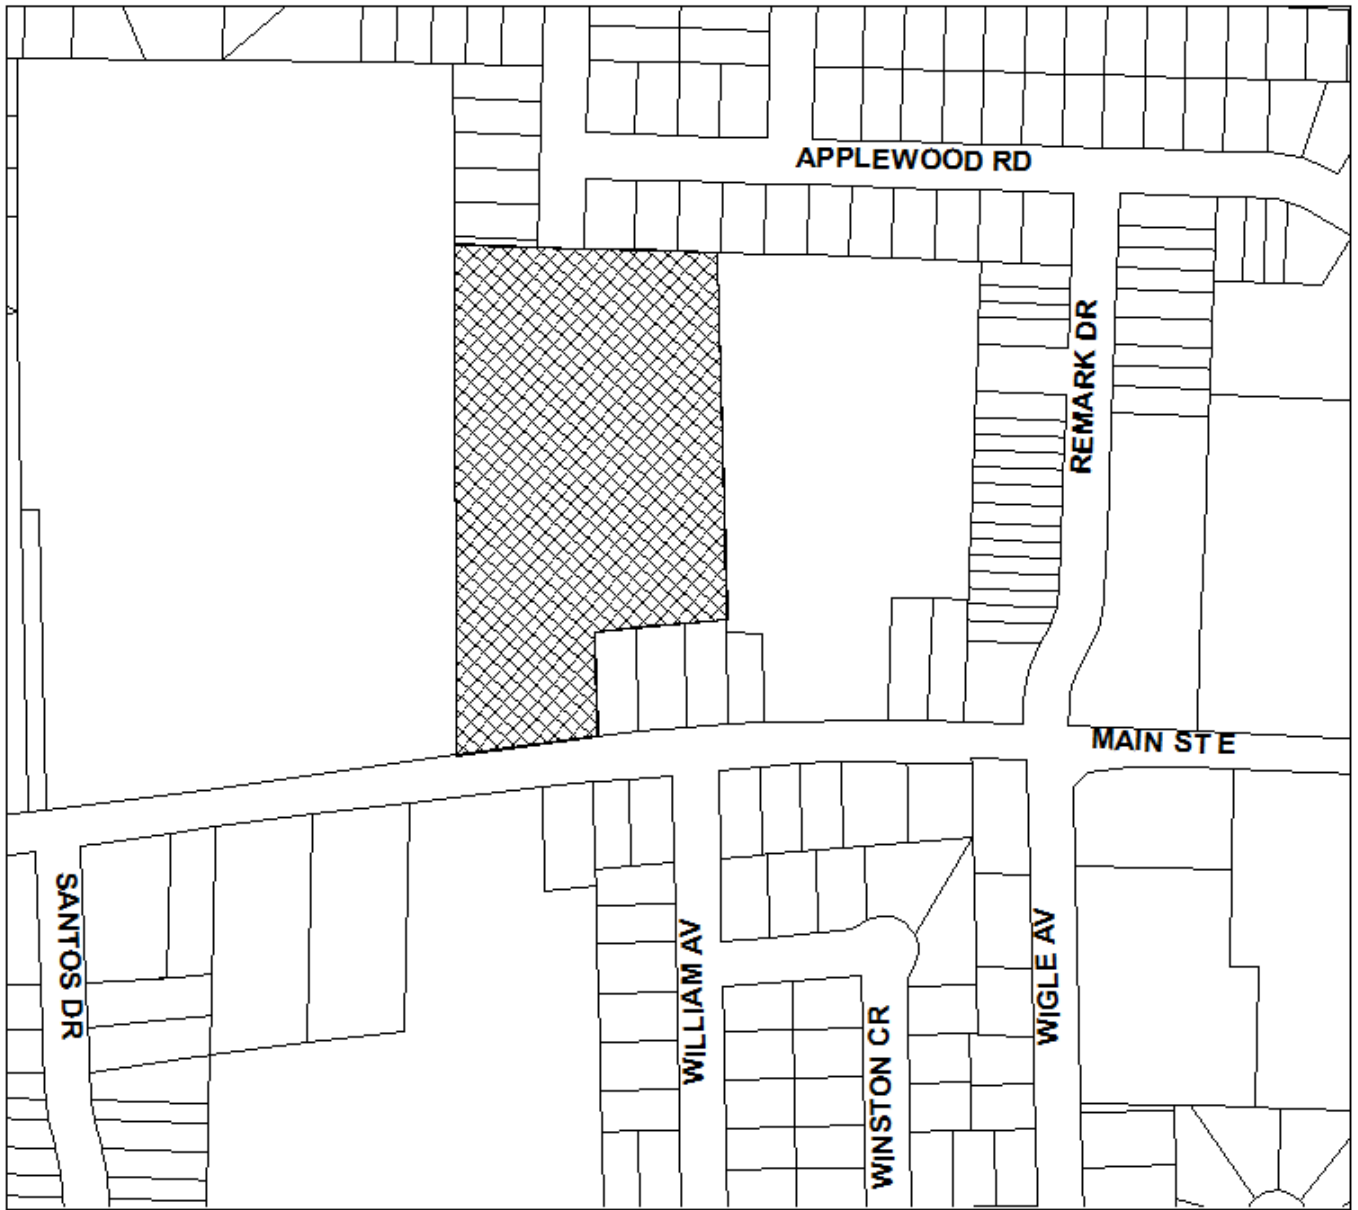 APPLEWOOD RD
REMARK DR
MAIN ST E
SANTOS DR
WILLIAM AV
WIGLE AV
WINSTON CR